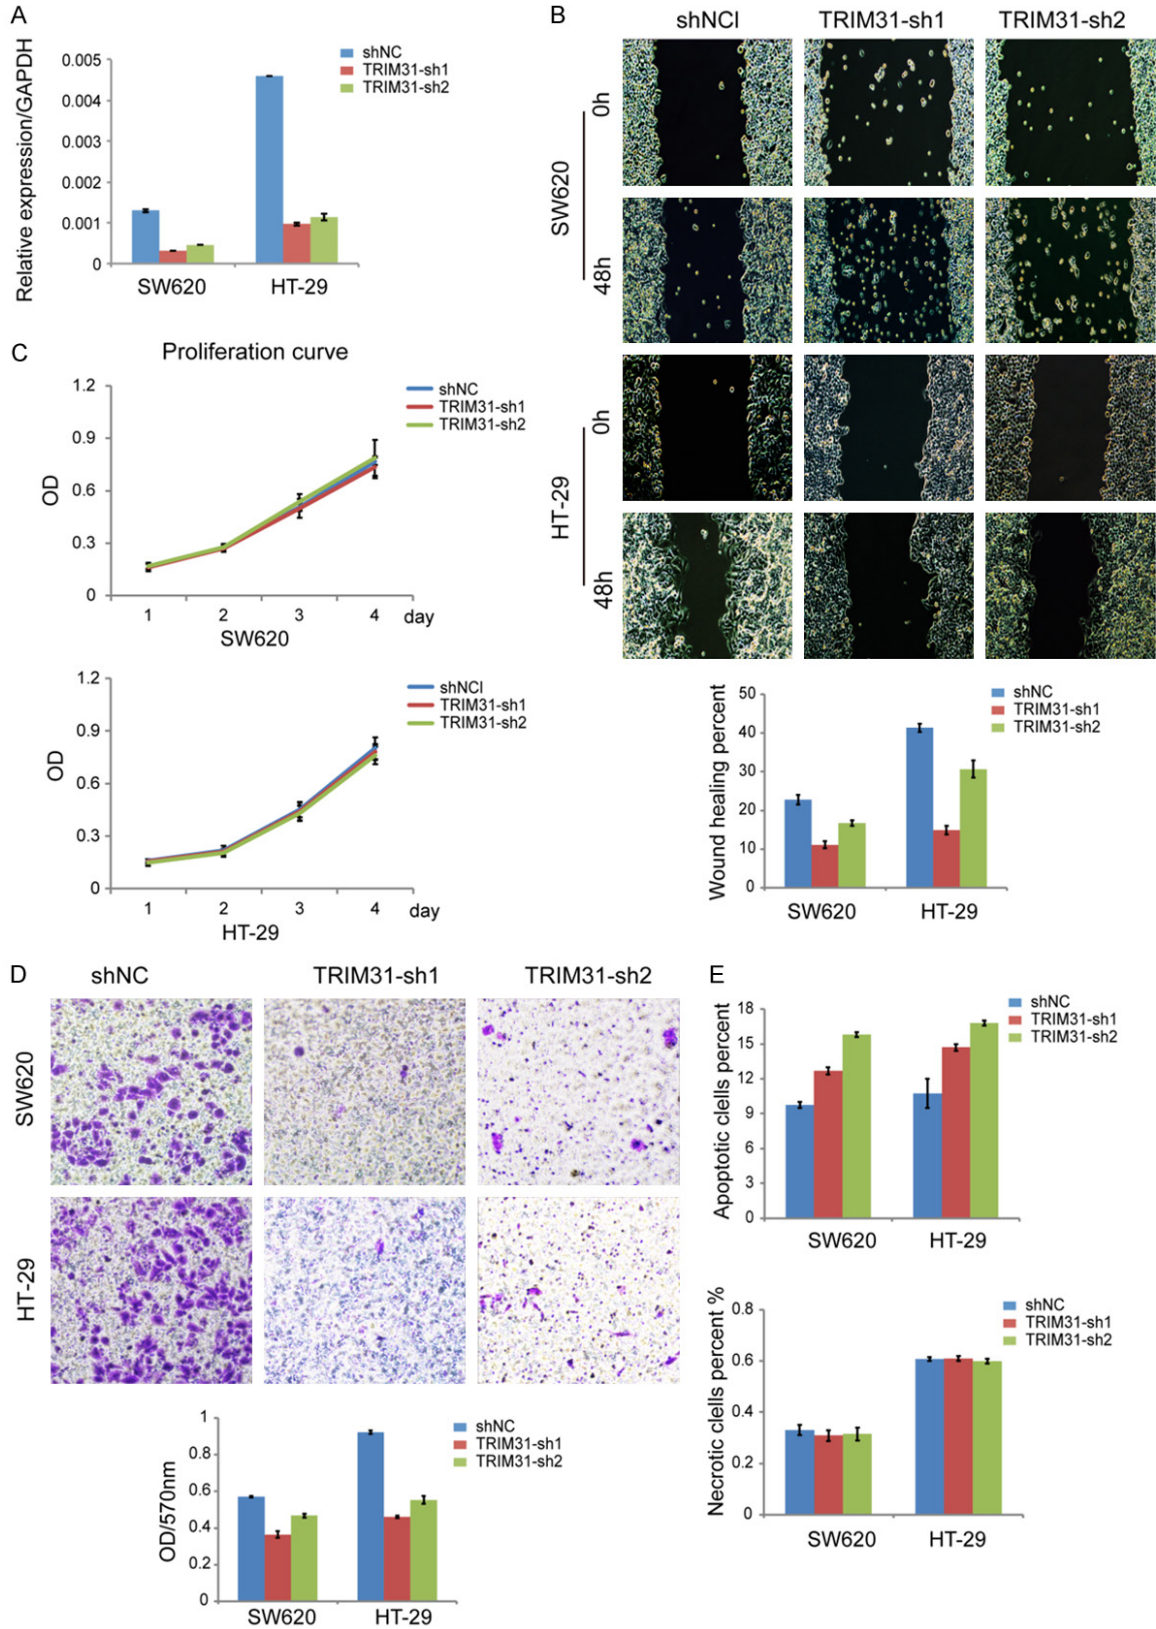 A
Relative expression/GAPDH
0.005
0.004
0.003
0.002
0.001
0
shNC
TRIM31-sh1
TRIM31-sh2
SW620
HT-29
B
shNCl
TRIM31-sh1
TRIM31-sh2
SW620
0h
48h
HT-29
0h
48h
Wound healing percent
50
40
30
20
10
0
shNC
TRIM31-sh1
TRIM31-sh2
SW620
HT-29
C
Proliferation curve
OD
1.2
0.9
0.6
0.3
0
shNC
TRIM31-sh1
TRIM31-sh2
1 2 3 4 day
SW620
OD
1.2
0.9
0.6
0.3
0
shNCl
TRIM31-sh1
TRIM31-sh2
1 2 3 4 day
HT-29
D
shNC
TRIM31-sh1
TRIM31-sh2
SW620
HT-29
OD/570nm
1
0.8
0.6
0.4
0.2
0
shNC
TRIM31-sh1
TRIM31-sh2
SW620
HT-29
E
Apoptotic clells percent
18
15
12
9
6
3
0
shNC
TRIM31-sh1
TRIM31-sh2
SW620
HT-29
Necrotic clells percent %
0.8
0.6
0.4
0.2
0
shNC
TRIM31-sh1
TRIM31-sh2
SW620
HT-29